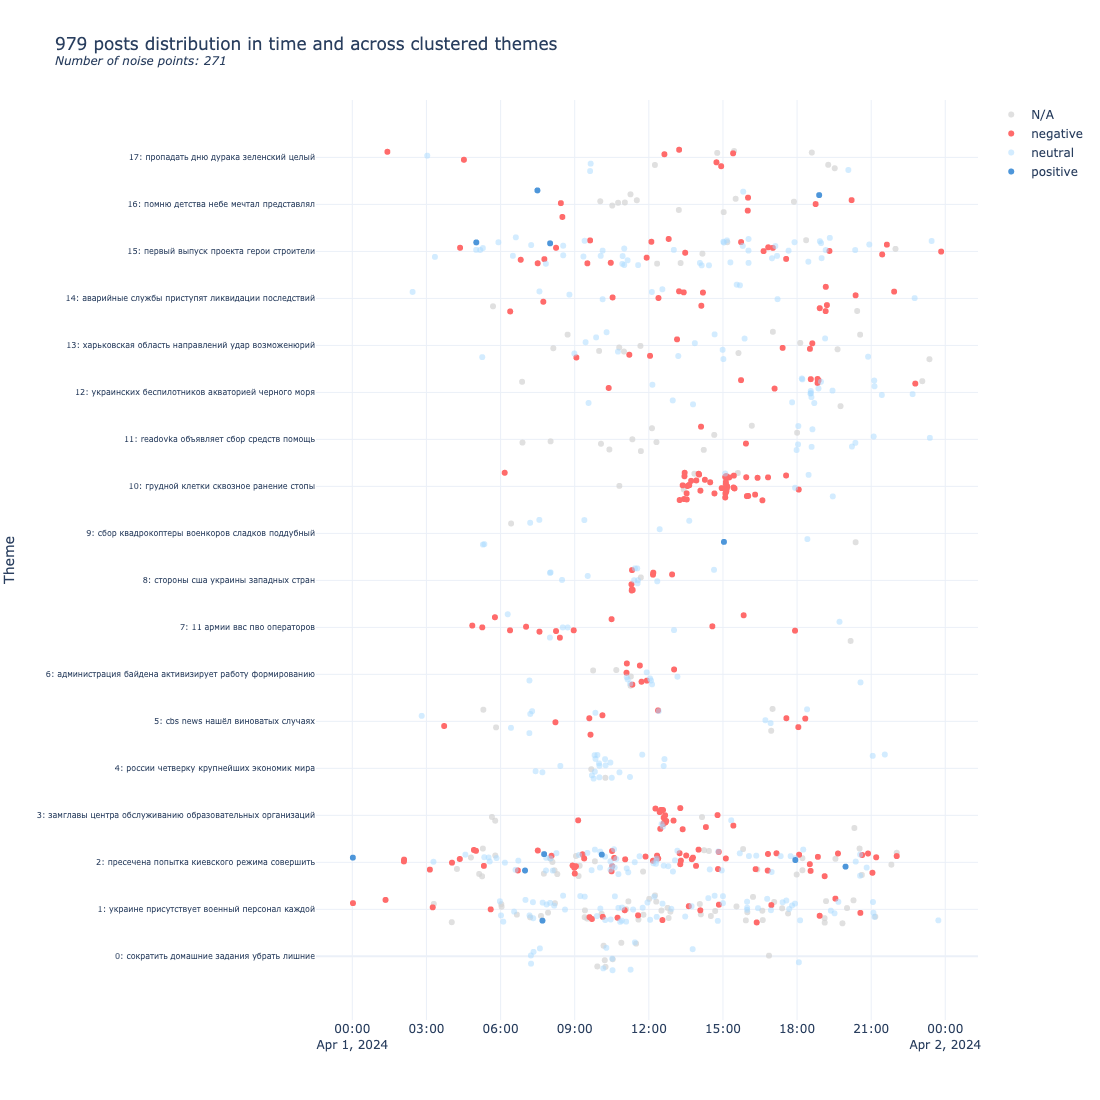 979 posts distribution in time and across clustered themes
Number of noise points: 271
N/A
negative
neutral
positive
Theme
17: пропадать дню дурака зеленский целый
16: помню детства небе мечтал представлял
15: первый выпуск проекта герои строители
14: аварийные службы приступят ликвидации последствий
13: харьковская область направлений удар возможенюрий
12: украинских беспилотников акваторией черного моря
11: readovka объявляет сбор средств помощь
10: грудной клетки сквозное ранение стопы
9: сбор квадрокоптеры военкоров сладков поддубный
8: стороны сша украины западных стран
7: 11 армии ввс пво операторов
6: администрация байдена активизирует работу формированию
5: cbs news нашёл виноватых случаях
4: россии четверку крупнейших экономик мира
3: замглавы центра обслуживанию образовательных организаций
2: пресечена попытка киевского режима совершить
1: украине присутствует военный персонал каждой
0: сократить домашние задания убрать лишние
00:00 03:00 06:00 09:00 12:00 15:00 18:00 21:00 00:00
Apr 1, 2024 Apr 2, 2024